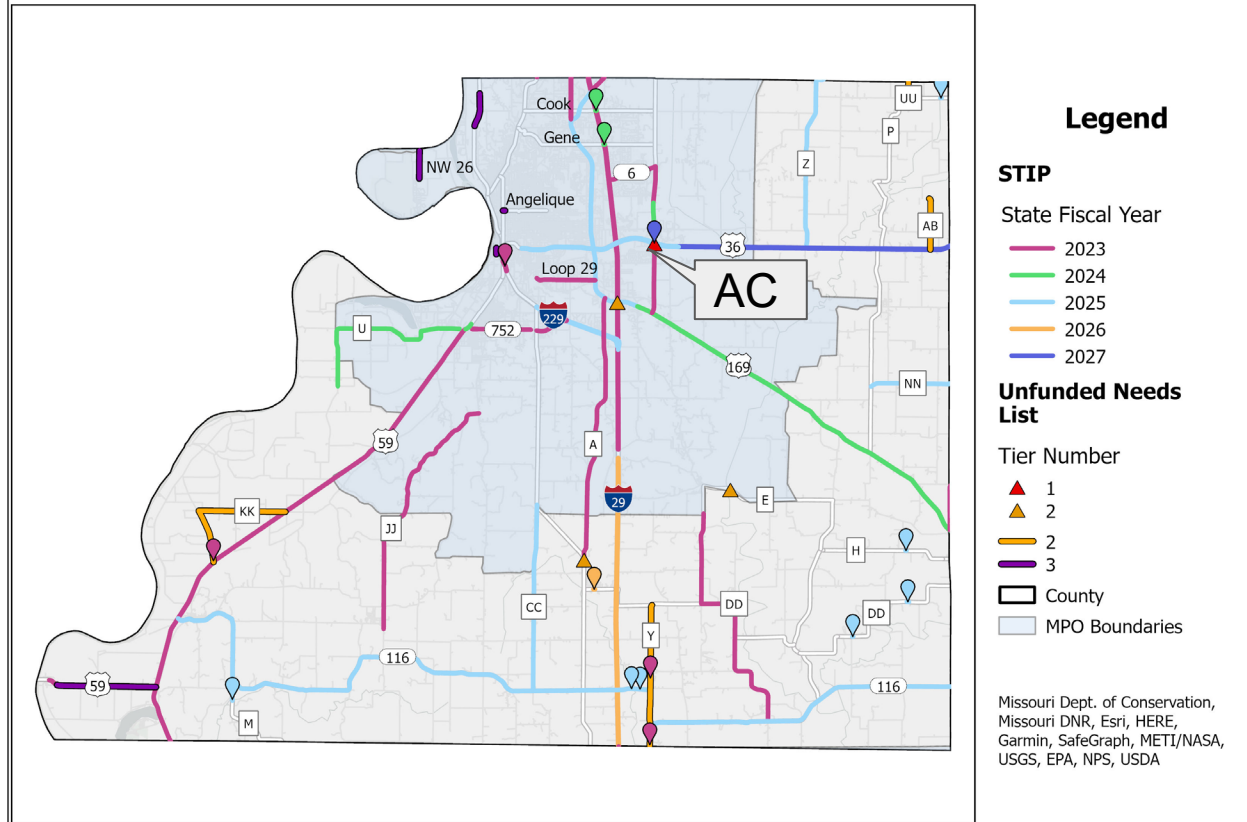 Cook
Gene
6
NW 26
Angelique
UU
P
Z
AB
36
Loop 29
AC
229
U
752
169
NN
59
A
29
E
KK
JJ
H
CC
DD
DD
Y
116
59
116
M
Legend
STIP
State Fiscal Year
2023
2024
2025
2026
2027
Unfunded Needs
List
Tier Number
1
2
2
3
County
MPO Boundaries
Missouri Dept. of Conservation,
Missouri DNR, Esri, HERE,
Garmin, SafeGraph, METI/NASA,
USGS, EPA, NPS, USDA